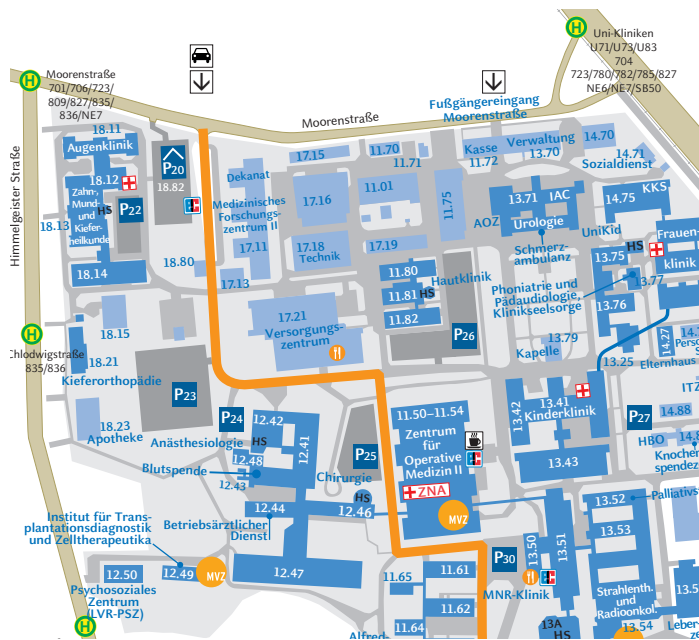 H
Uni-Kliniken
U71/U73/U83
704
723/780/782/785/827
NE6/NE7/SB50
H
Moorenstraße
701/706/723/
809/827/835/
836/NE7
Moorenstraße
Fußgängereingang
Moorenstraße
Himmelgeister Straße
18.11
Augenklinik
18.12
Zahn-,
Mund-
und
Kiefer-
heilkunde
HS
18.13
P22
18.14
P20
18.82
18.80
Dekanat
Medizinisches
Forschungs-
zentrum II
17.11
17.13
17.15
17.16
17.18
Technik
11.70
11.71
11.01
17.19
11.75
Kasse
11.72
Verwaltung
13.70
14.70
14.71
Sozialdienst
13.71
IAC
AOZ
Urologie
Schmerz-
ambulanz
14.75
KKS
UniKid
HS
Frauen-
klinik
13.75
13.77
13.76
Phoniatrie und
Pädaudiologie,
Klinikseelsorge
11.80
11.81
HS
11.82
Hautklinik
P26
13.79
Kapelle
17.21
Versorgungs-
zentrum
18.15
18.21
Kieferorthopädie
H
835/836
P23
18.23
Apotheke
P24
12.42
12.41
Anästhesiologie
HS
12.48
Blutspende
12.43
12.44
Betriebsärztlicher
Dienst
12.46
12.47
Chirurgie
HS
P25
11.50–11.54
Zentrum
für
Operative
Medizin II
ZNA
MVZ
13.42
13.41
Kinderklinik
13.43
13.25
14.27
Elternhaus
P27
ITZ
14.88
HBO
Knochen-
13.52
13.53
13.51
13.50
Strahlenth.
und
Radioonkol.
13.54
P30
MNR-Klinik
13A
HS
11.61
11.62
11.64
11.65
Alfred-
Institut für Trans-
plantationsdiagnostik
und Zelltherapeutika
12.50
12.49
MVZ
Psychosoziales
Zentrum
(LVR-PSZ)
H